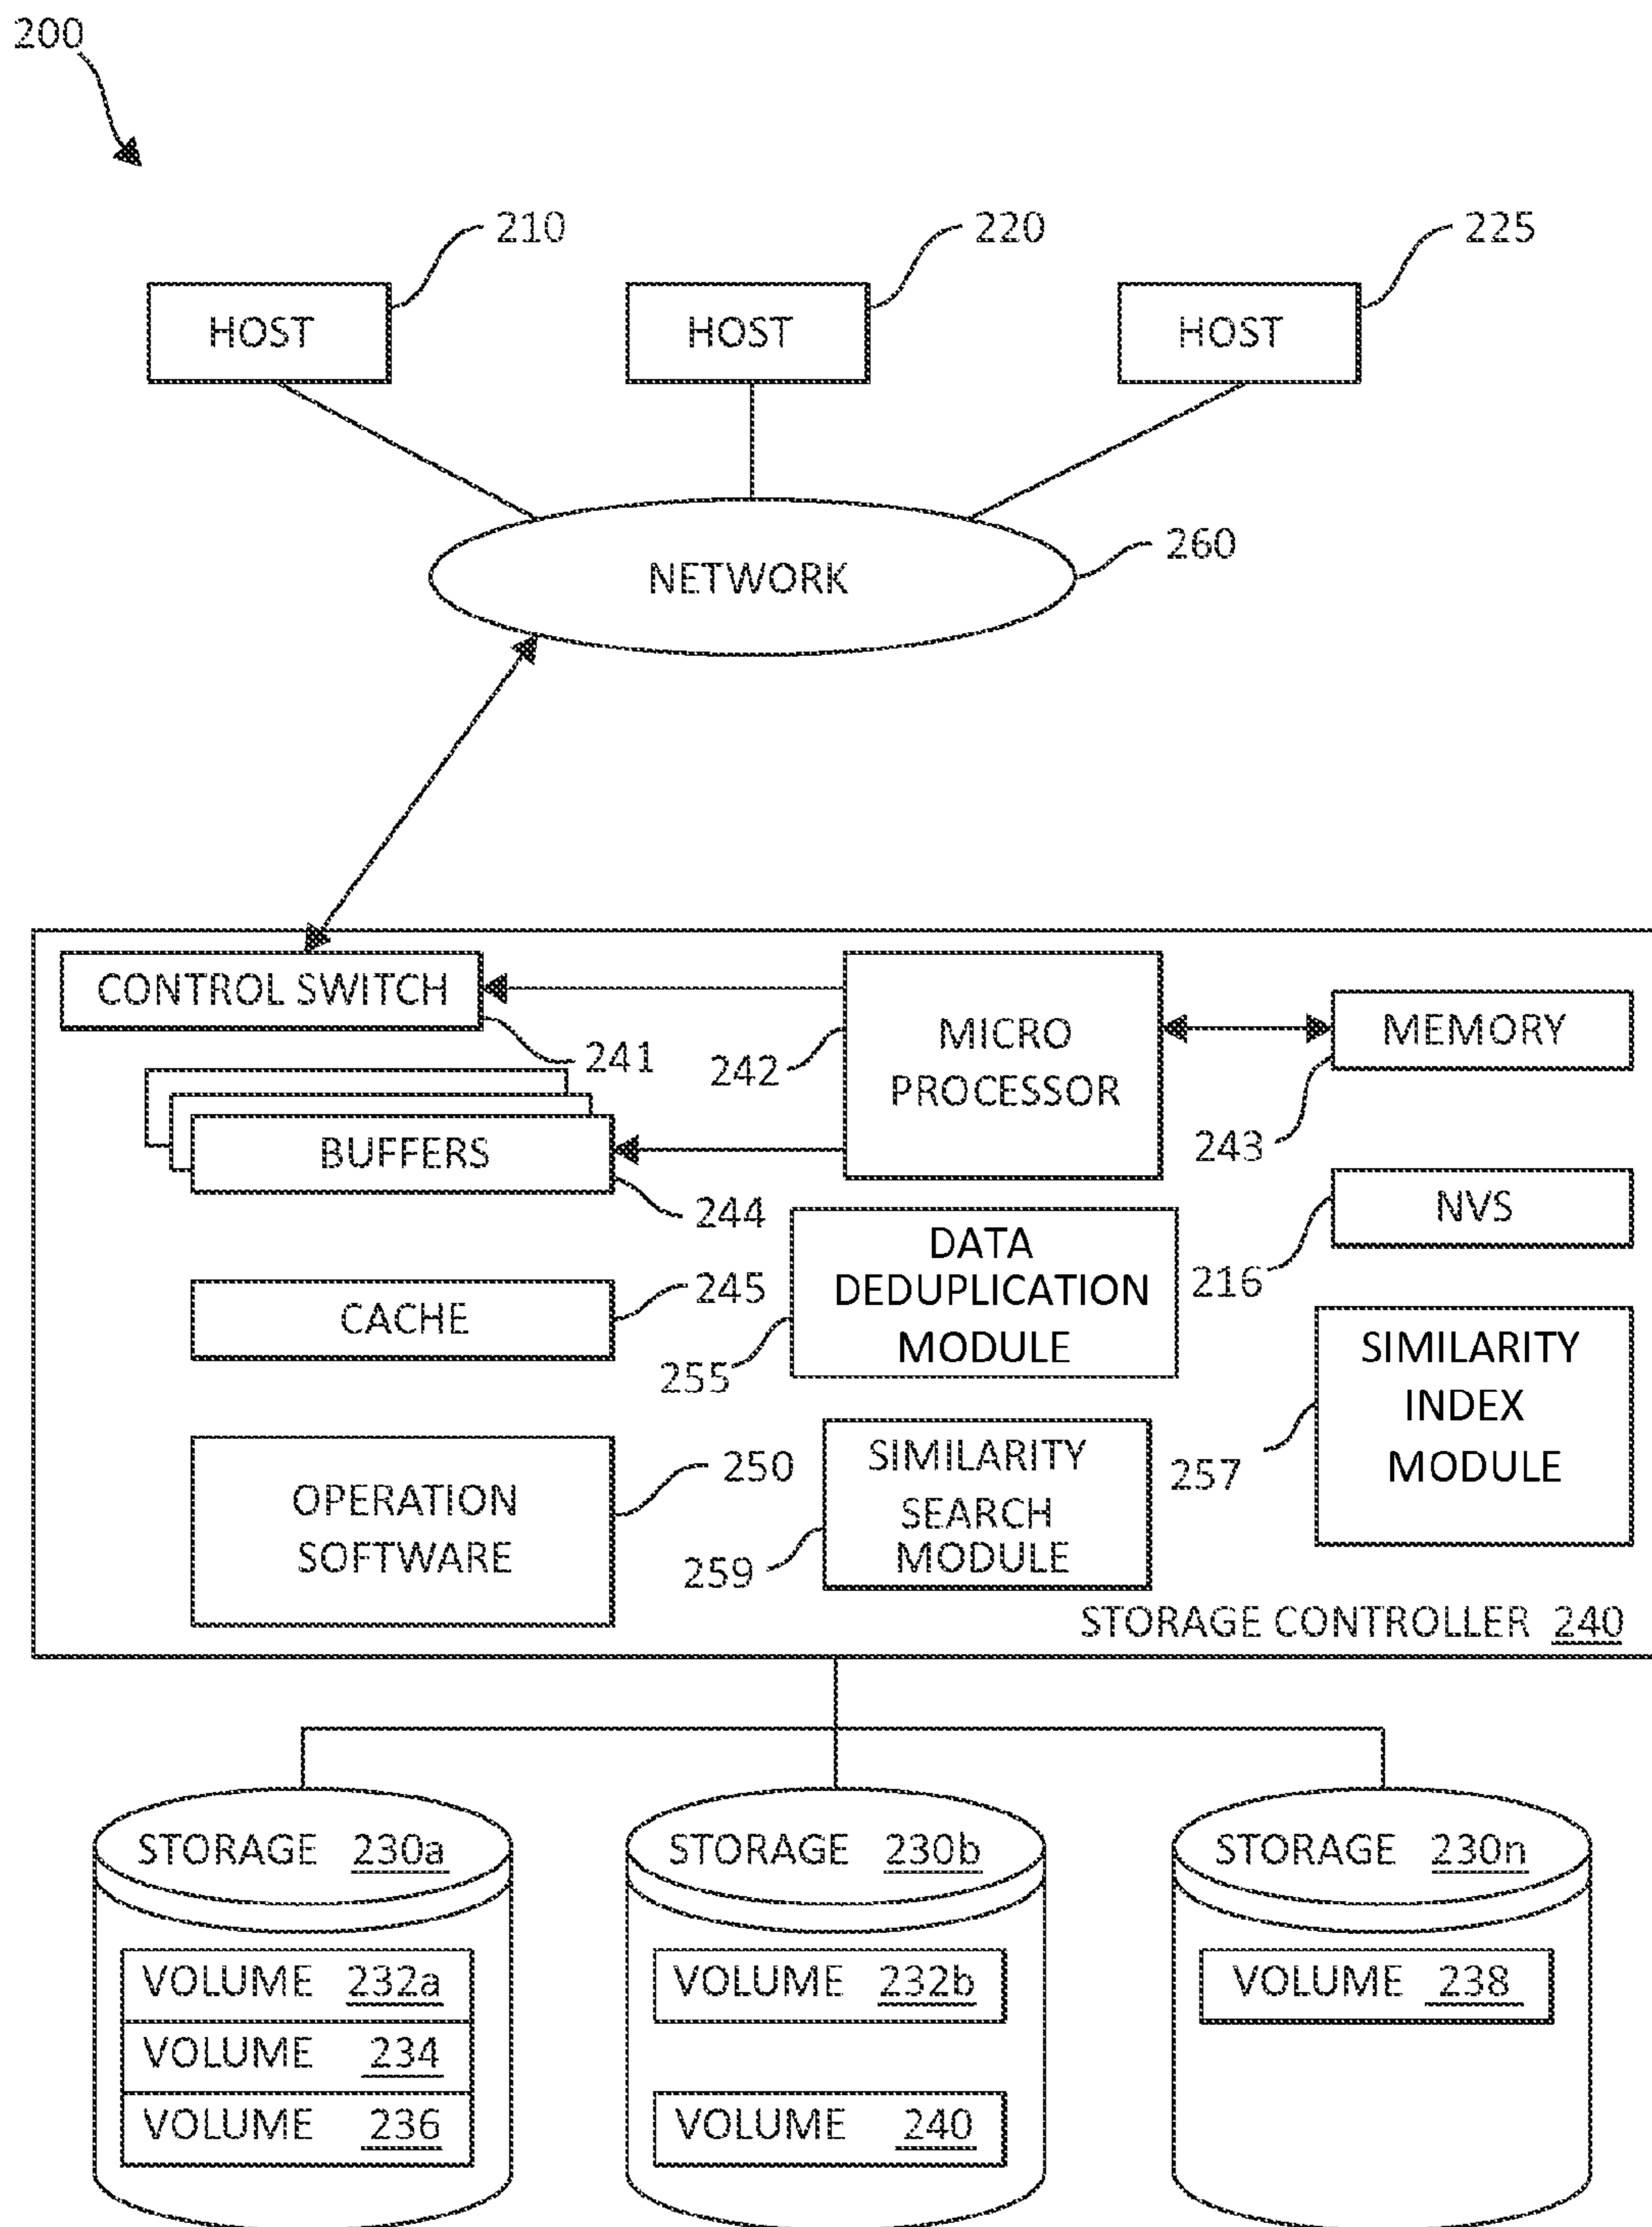 200
210
220
225
HOST
HOST
HOST
260
NETWORK
CONTROL SWITCH
241
242
MICRO
PROCESSOR
MEMORY
243
BUFFERS
244
NVS
216
DATA
DEDUPLICATION
MODULE
255
CACHE
245
SIMILARITY
INDEX
MODULE
257
OPERATION
SOFTWARE
250
SIMILARITY
SEARCH
MODULE
259
STORAGE CONTROLLER 240
STORAGE 230a
STORAGE 230b
STORAGE 230n
VOLUME 232a
VOLUME 234
VOLUME 236
VOLUME 232b
VOLUME 240
VOLUME 238